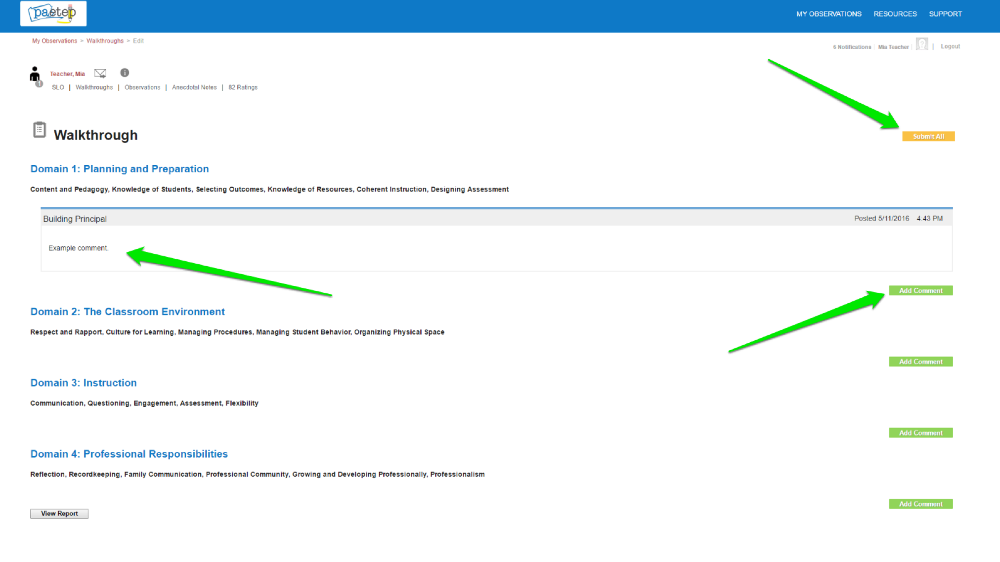 paetep
MY OBSERVATIONS RESOURCES SUPPORT
My Observations > Walkthroughs > Edit
6 Notifications | Mia Teacher | | Logout
Teacher, Mia i
1
SLO | Walkthroughs | Observations | Anecdotal Notes | 82 Ratings
Walkthrough
Submit All
Domain 1: Planning and Preparation
Content and Pedagogy, Knowledge of Students, Selecting Outcomes, Knowledge of Resources, Coherent Instruction, Designing Assessment
Building Principal Posted 5/11/2016 4:43 PM
Example comment.
Add Comment
Domain 2: The Classroom Environment
Respect and Rapport, Culture for Learning, Managing Procedures, Managing Student Behavior, Organizing Physical Space
Add Comment
Domain 3: Instruction
Communication, Questioning, Engagement, Assessment, Flexibility
Add Comment
Domain 4: Professional Responsibilities
Reflection, Recordkeeping, Family Communication, Professional Community, Growing and Developing Professionally, Professionalism
Add Comment
View Report